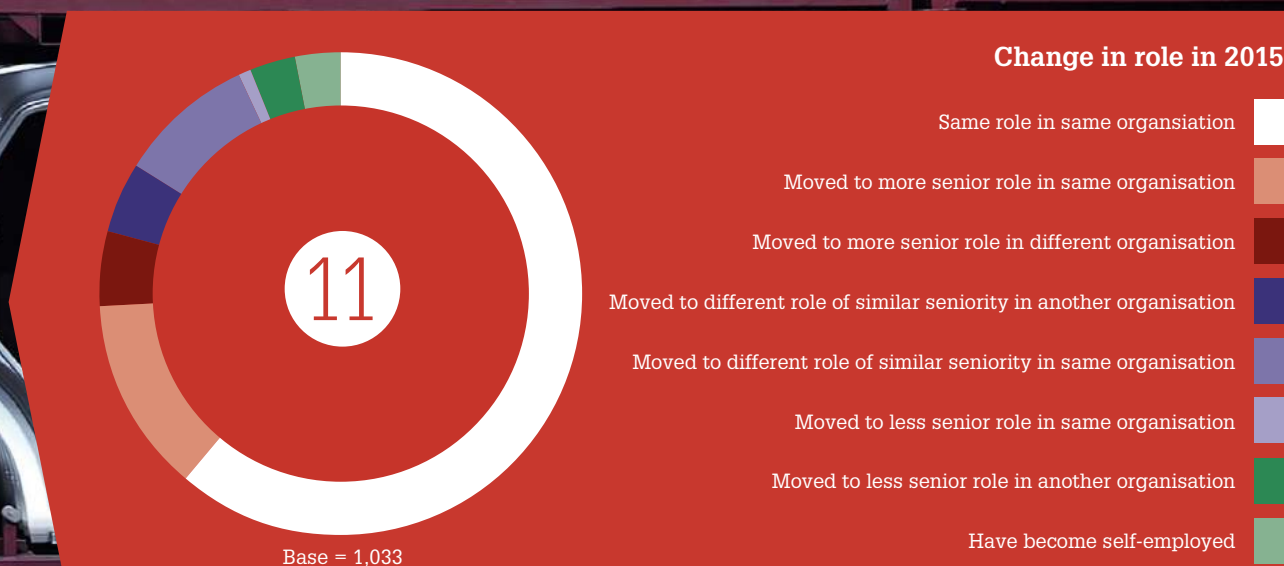 Change in role in 2015
Same role in same organsiation
Moved to more senior role in same organisation
Moved to more senior role in different organisation
Moved to different role of similar seniority in another organisation
Moved to different role of similar seniority in same organisation
Moved to less senior role in same organisation
Moved to less senior role in another organisation
Have become self-employed
11
Base = 1,033